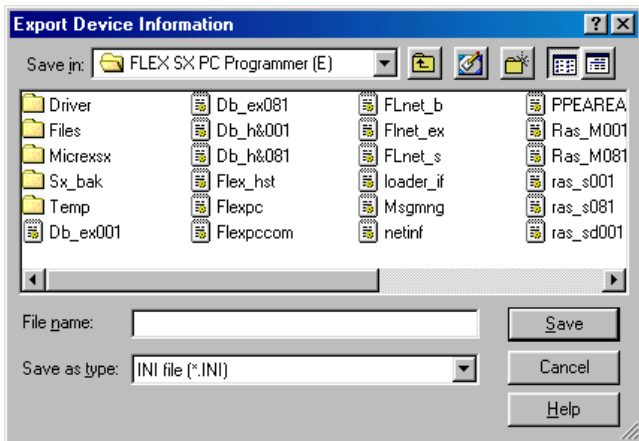 Export Device Information
Save in: FLEX SX PC Programmer (E)
Driver Db_ex081 FLnet_b PPEAREA
Files Db_h&001 Flnet_ex Ras_M001
Micrexsx Db_h&081 FLnet_s Ras_M081
Sx_bak Flex_hst loader_if ras_s001
Temp Flexpc Msgmng ras_s081
Db_ex001 Flexpccom netinf ras_sd001
File name: Save
Save as type: INI file (*.INI) Cancel
Help